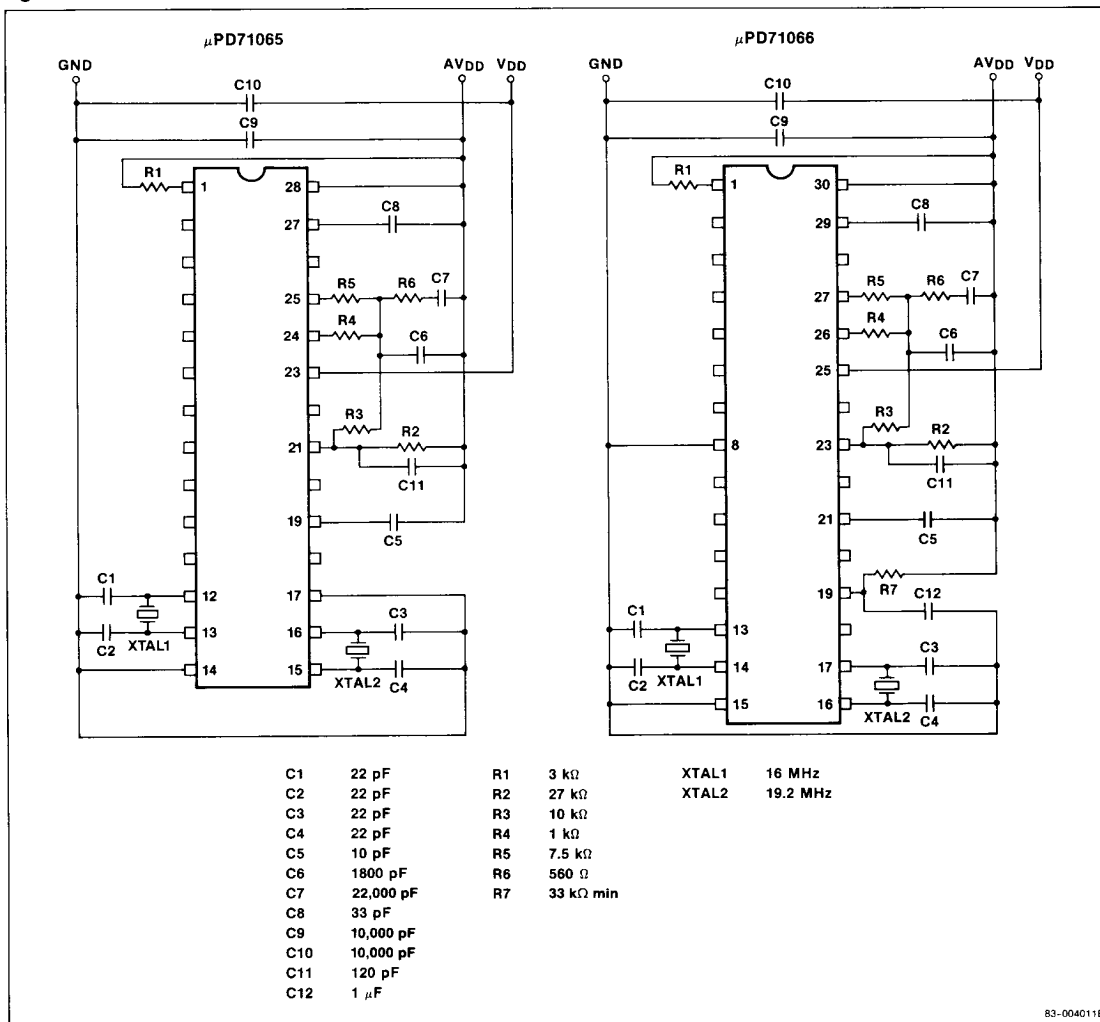 μPD71065
GND
AVDD
VDD
C10
C9
R1
1
28
27
C8
25
R5
R6
C7
24
R4
C6
23
R3
21
R2
C11
19
C5
C1
12
17
C2
XTAL1
13
16
C3
14
15
XTAL2
C4
μPD71066
GND
AVDD
VDD
C10
C9
R1
1
30
29
C8
27
R5
R6
C7
26
R4
C6
25
R3
8
23
R2
C11
21
C5
19
R7
C12
C1
13
C2
XTAL1
14
17
C3
15
16
XTAL2
C4
C1 22 pF R1 3 kΩ XTAL1 16 MHz
C2 22 pF R2 27 kΩ XTAL2 19.2 MHz
C3 22 pF R3 10 kΩ
C4 22 pF R4 1 kΩ
C5 10 pF R5 7.5 kΩ
C6 1800 pF R6 560 Ω
C7 22,000 pF R7 33 kΩ min
C8 33 pF
C9 10,000 pF
C10 10,000 pF
C11 120 pF
C12 1 μF